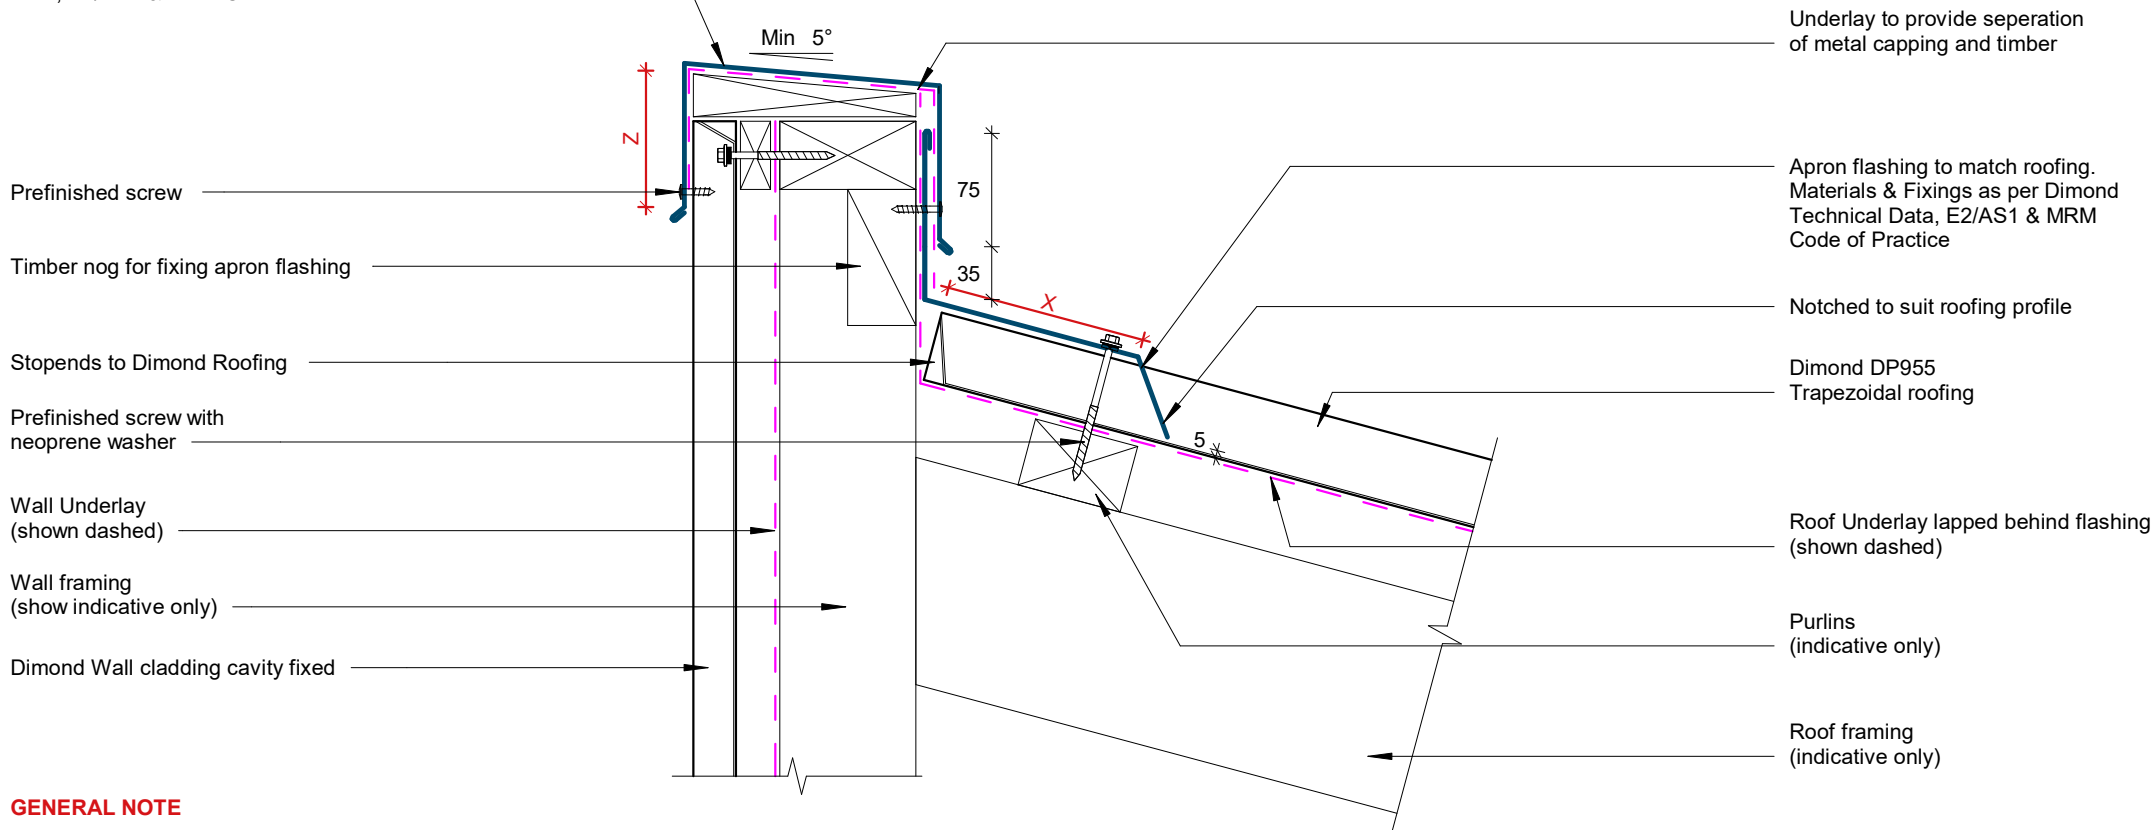 Min 5°
Z
75
35
X
5
Prefinished screw
Timber nog for fixing apron flashing
Stopends to Dimond Roofing
Prefinished screw with
neoprene washer
Wall Underlay
(shown dashed)
Wall framing
(show indicative only)
Dimond Wall cladding cavity fixed
GENERAL NOTE
Underlay to provide seperation
of metal capping and timber
Apron flashing to match roofing.
Materials & Fixings as per Dimond
Technical Data, E2/AS1 & MRM
Code of Practice
Notched to suit roofing profile
Dimond DP955
Trapezoidal roofing
Roof Underlay lapped behind flashing
(shown dashed)
Purlins
(indicative only)
Roof framing
(indicative only)